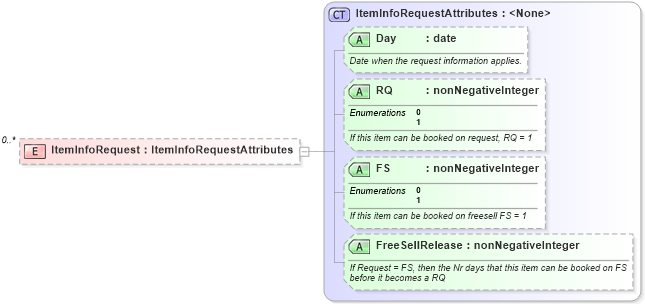 CT ItemInfoRequestAttributes : <None>
A Day : date
Date when the request information applies.
A RQ : nonNegativeInteger
Enumerations 0
1
If this item can be booked on request, RQ = 1
0..*
E ItemInfoRequest : ItemInfoRequestAttributes
A FS : nonNegativeInteger
Enumerations 0
1
If this item can be booked on freesell FS = 1
A FreeSellRelease : nonNegativeInteger
If Request = FS, then the Nr days that this item can be booked on FS
before it becomes a RQ